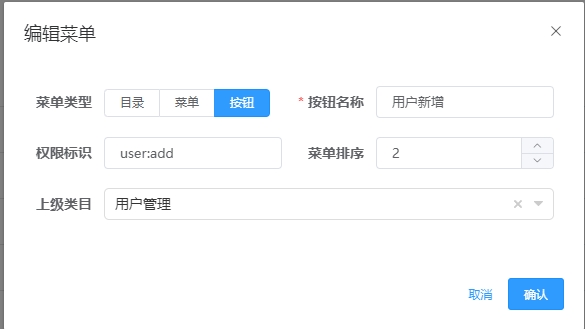 编辑菜单
菜单类型 目录 菜单 按钮 * 按钮名称 用户新增
权限标识 user:add 菜单排序 2
上级类目 用户管理
取消 确认